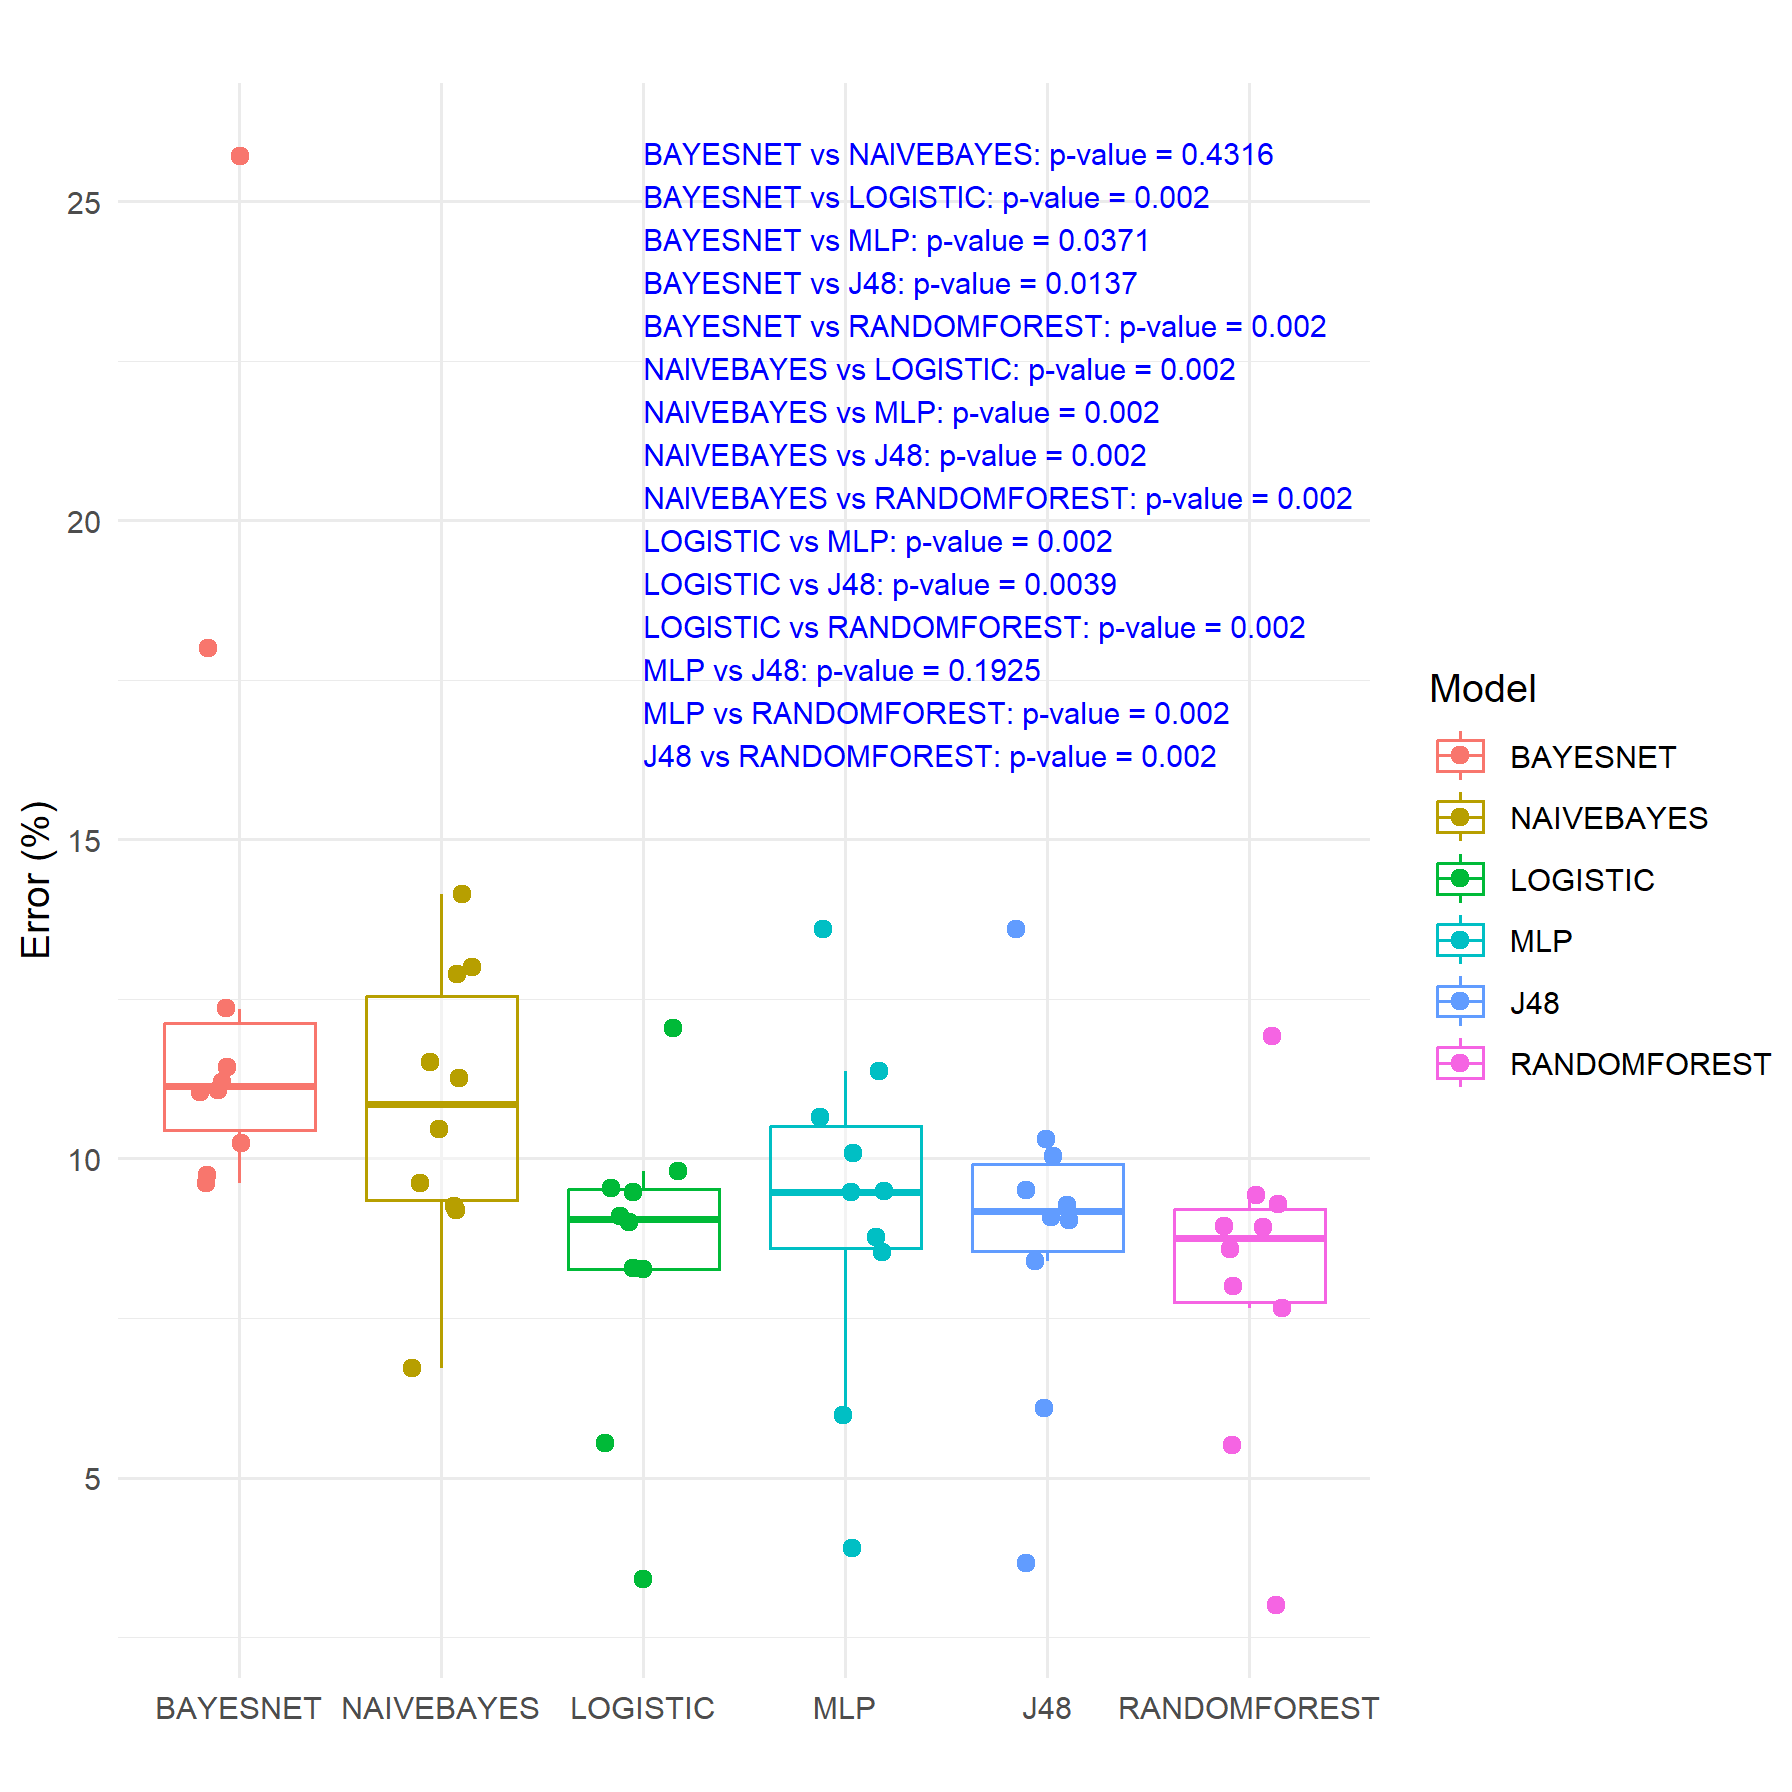 BAYESNET vs NAIVEBAYES: p-value = 0.4316
BAYESNET vs LOGISTIC: p-value = 0.002
BAYESNET vs MLP: p-value = 0.0371
BAYESNET vs J48: p-value = 0.0137
BAYESNET vs RANDOMFOREST: p-value = 0.002
NAIVEBAYES vs LOGISTIC: p-value = 0.002
NAIVEBAYES vs MLP: p-value = 0.002
NAIVEBAYES vs J48: p-value = 0.002
NAIVEBAYES vs RANDOMFOREST: p-value = 0.002
LOGISTIC vs MLP: p-value = 0.002
LOGISTIC vs J48: p-value = 0.0039
LOGISTIC vs RANDOMFOREST: p-value = 0.002
MLP vs J48: p-value = 0.1925
MLP vs RANDOMFOREST: p-value = 0.002
J48 vs RANDOMFOREST: p-value = 0.002
25
20
15
10
5
Error (%)
BAYESNET NAIVEBAYES LOGISTIC MLP J48 RANDOMFOREST
Model
BAYESNET
NAIVEBAYES
LOGISTIC
MLP
J48
RANDOMFOREST